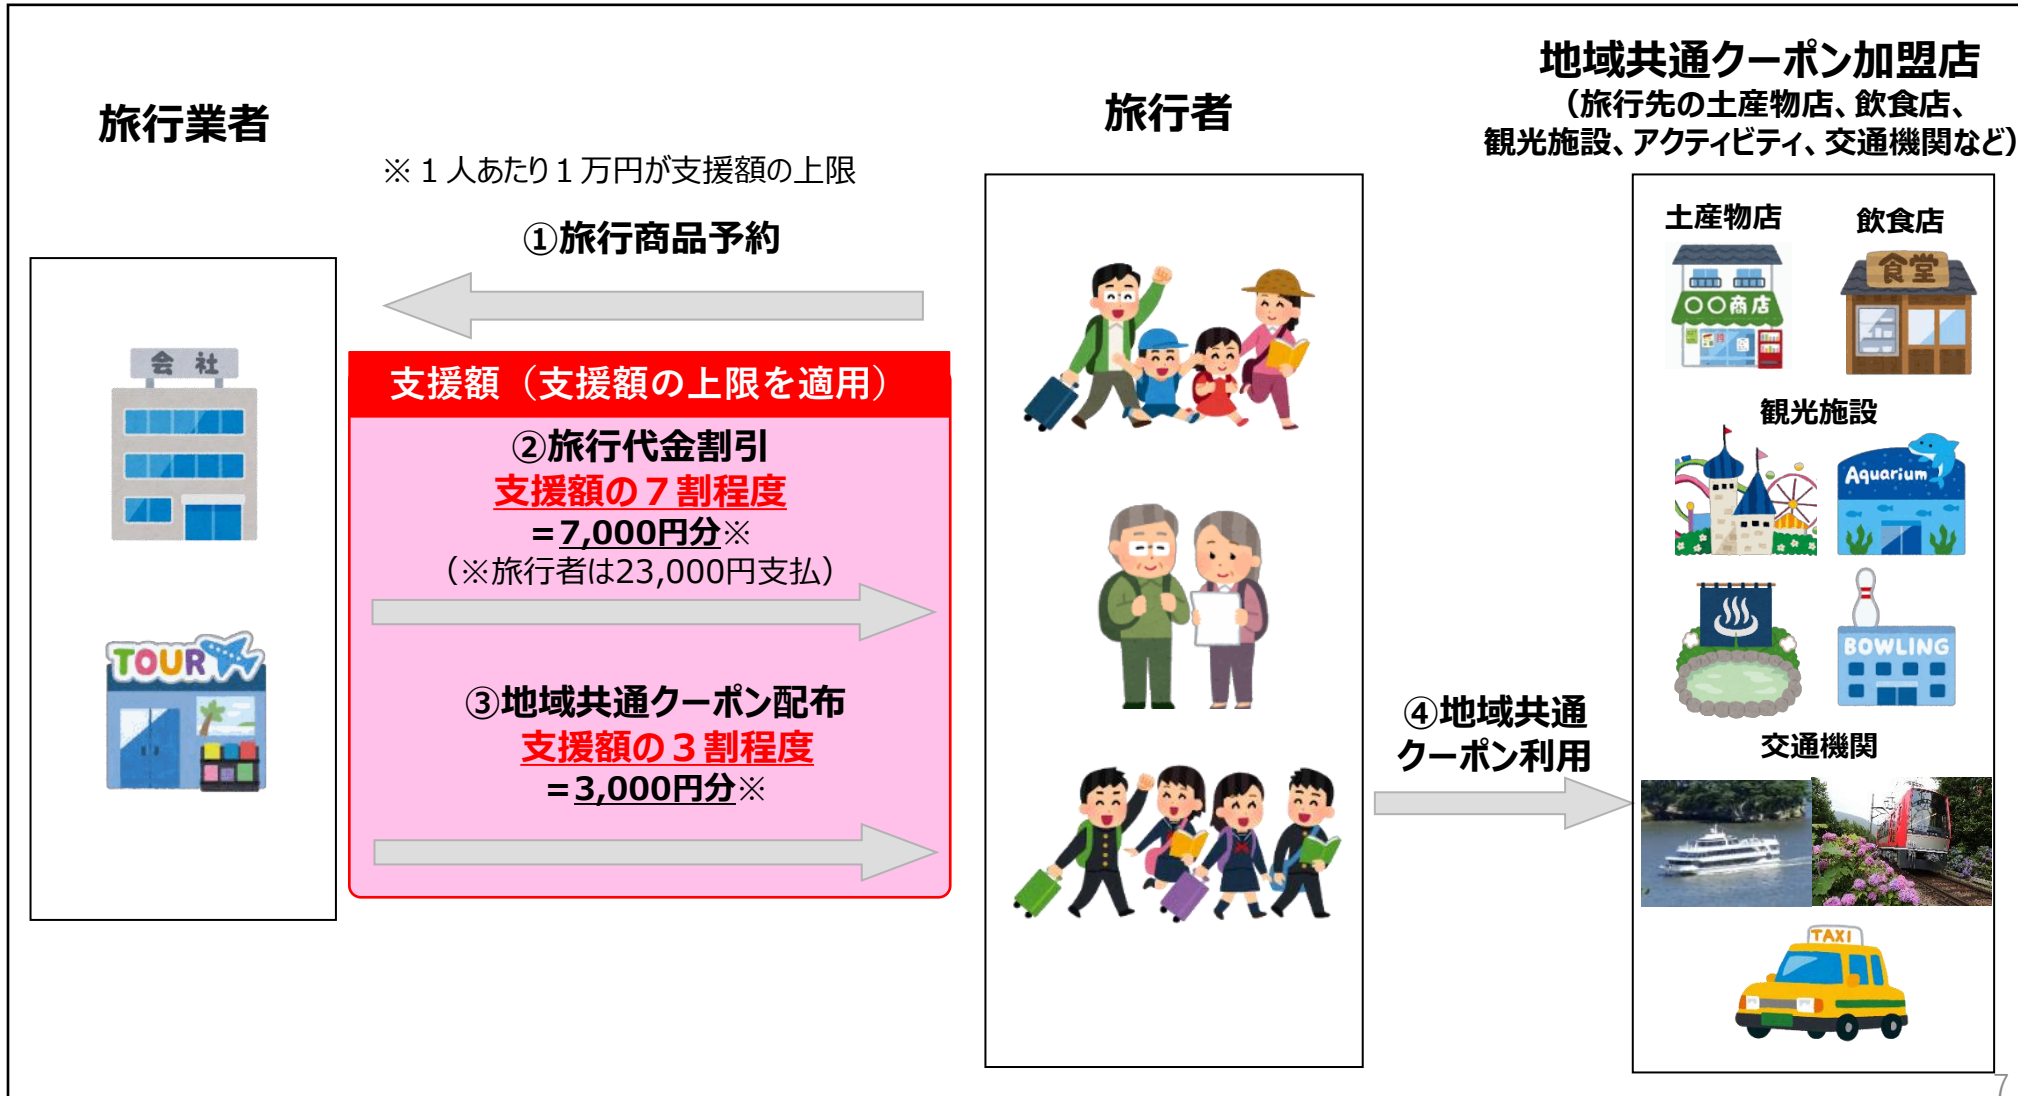 旅行業者
※１人あたり１万円が支援額の上限
①旅行商品予約
支援額（支援額の上限を適用）
②旅行代金割引
支援額の７割程度
=7,000円分※
（※旅行者は23,000円支払）
③地域共通クーポン配布
支援額の３割程度
=3,000円分※
会社
TOUR
旅行者
④地域共通
クーポン利用
地域共通クーポン加盟店
（旅行先の土産物店、飲食店、
観光施設、アクティビティ、交通機関など）
土産物店
飲食店
〇〇商店
食堂
観光施設
Aquarium
BOWLING
交通機関
TAXI
7